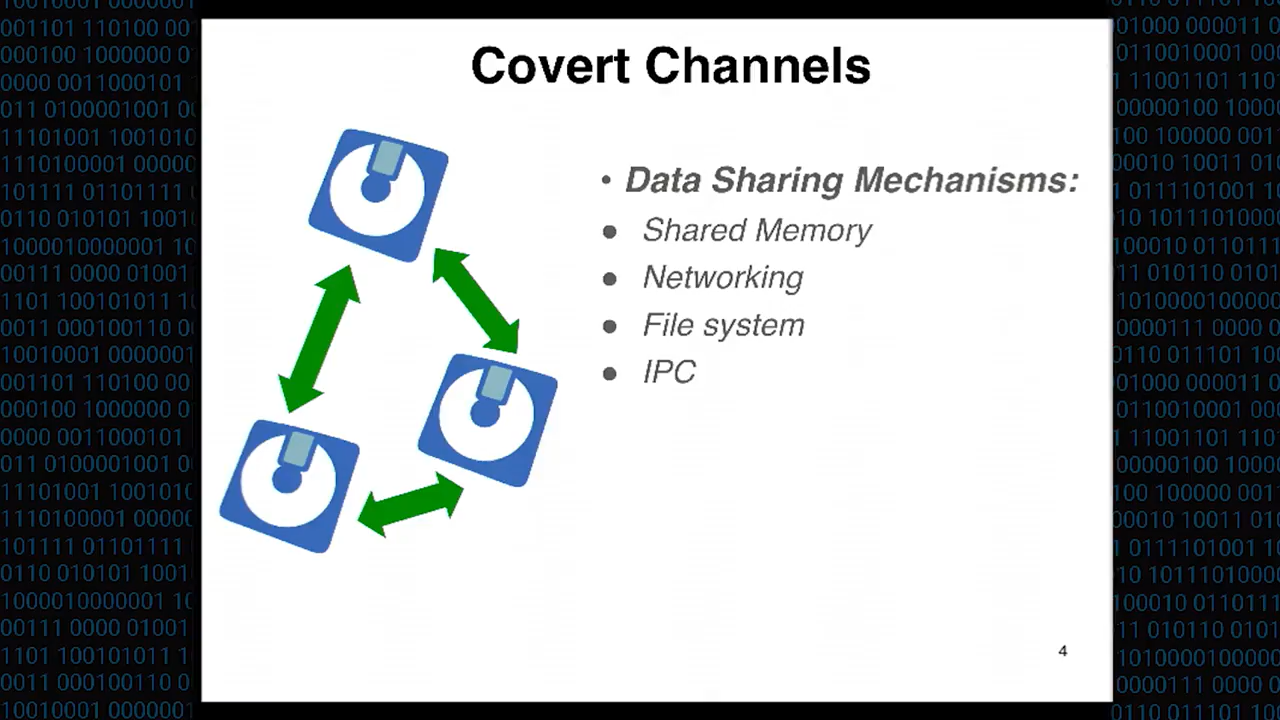 Covert Channels
• Data Sharing Mechanisms:
● Shared Memory
● Networking
● File system
● IPC
4